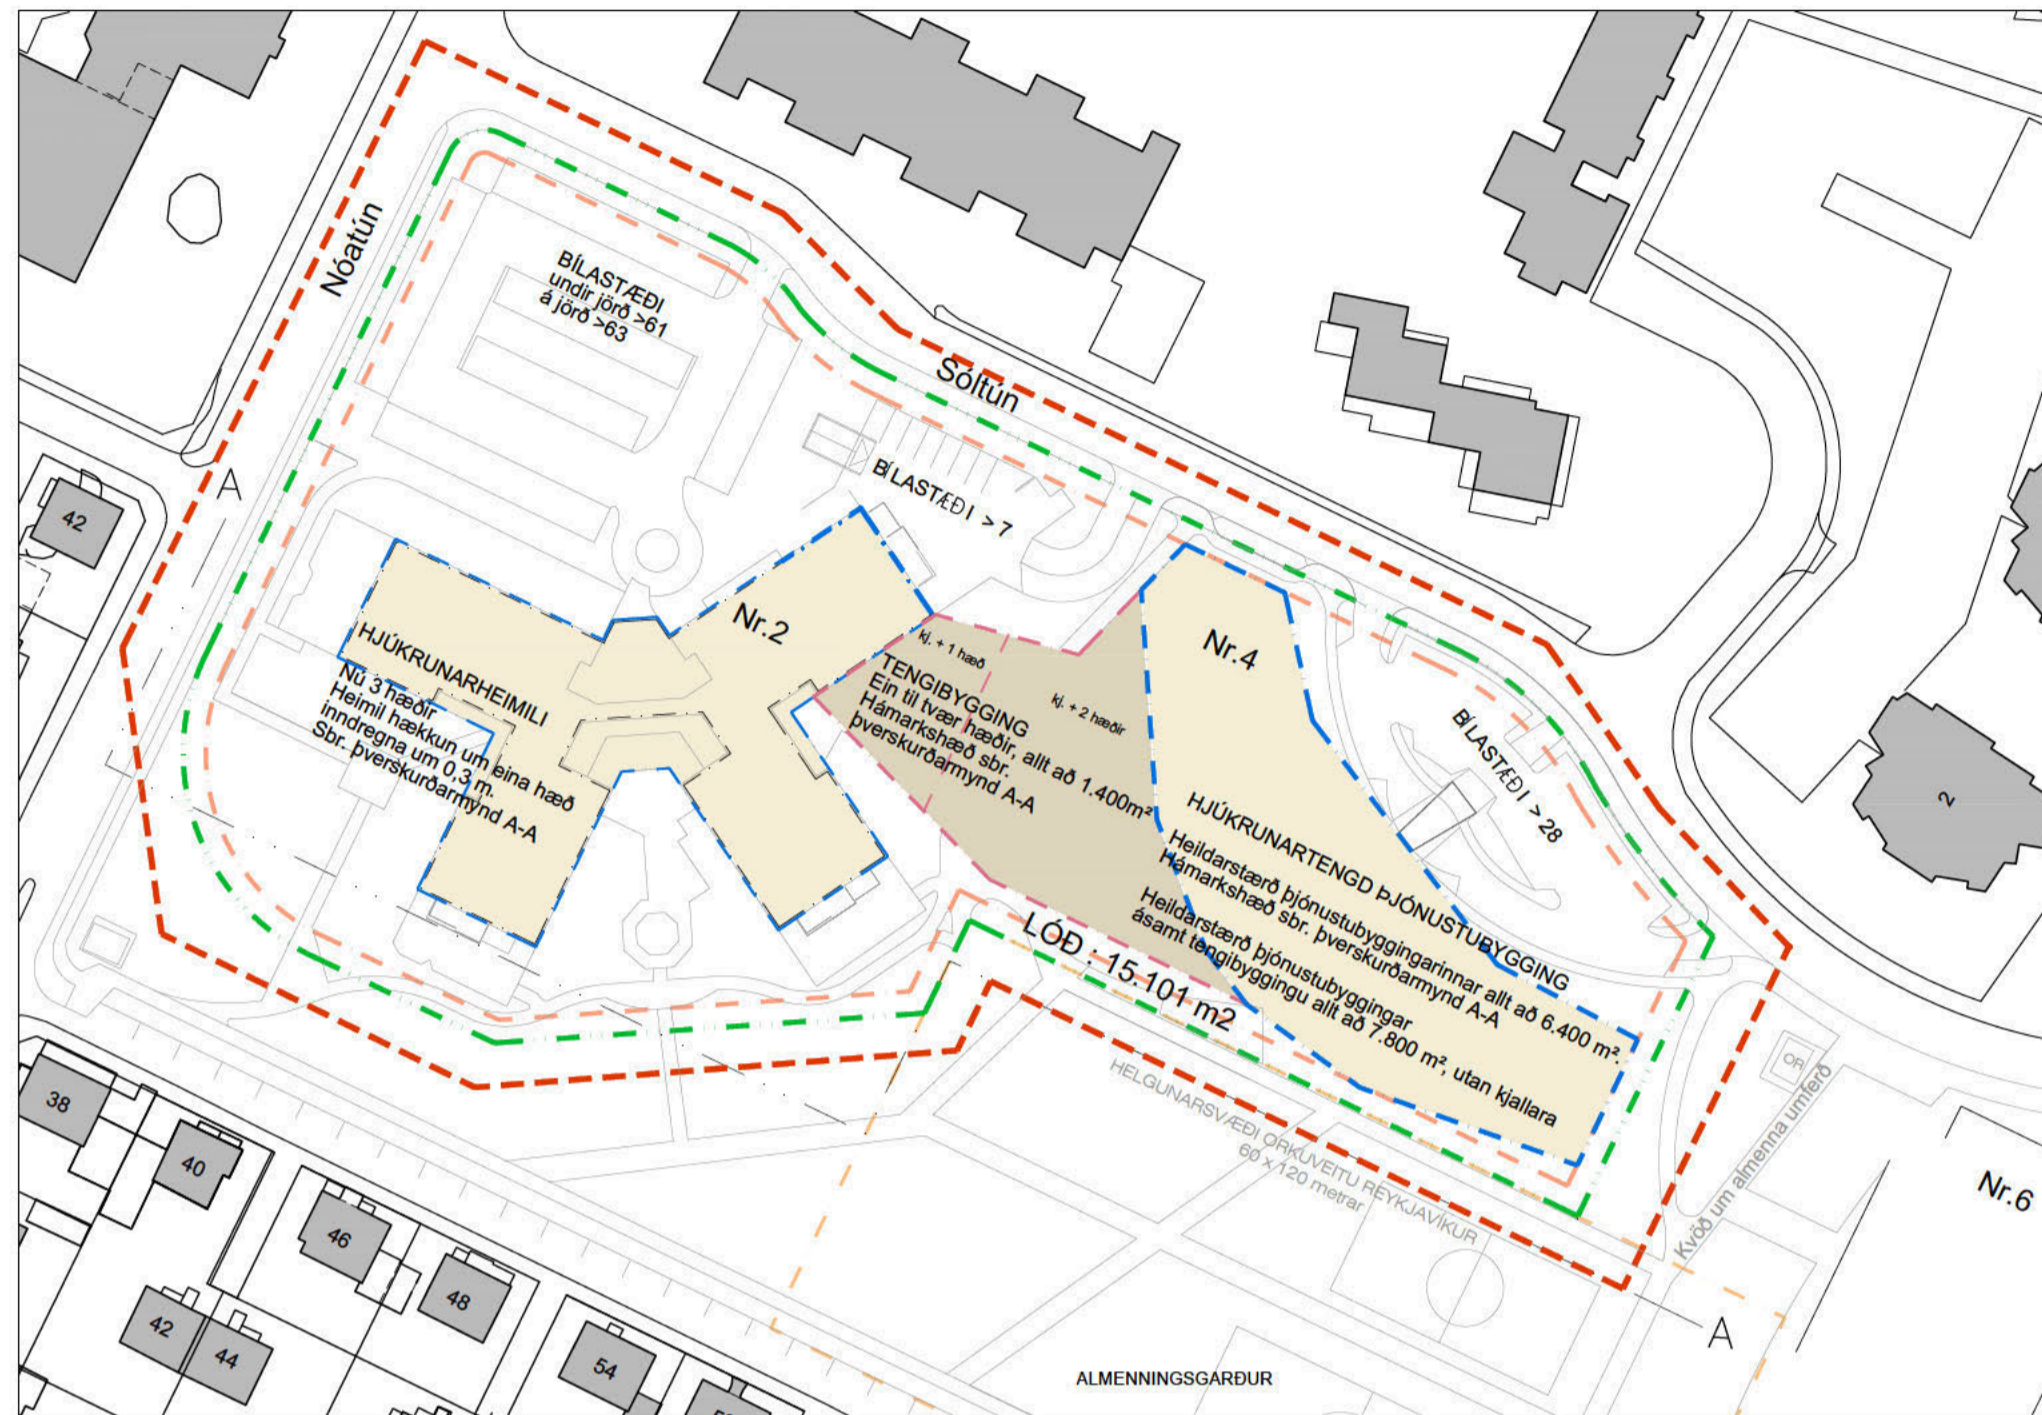 Nóatún
BÍLASTÆÐI
undir jörð >61
á jörð >63
Sóltún
BÍLASTÆÐI > 7
A
42
Nr.2
HJÚKRUNARHEIMILI
Nú 3 hæðir
Heimil hækkun um eina hæð
inndregna um 0,3 m.
Sbr. þverskurðarmynd A-A
kj. + 1 hæð
TENGIBYGGING
Ein til tvær hæðir, allt að 1.400m²
Hámarkshæð sbr.
þverskurðarmynd A-A
kj. + 2 hæðir
Nr.4
BÍLASTÆÐI > 28
HJÚKRUNARTENGD ÞJÓNUSTUBYGGING
Heildarstærð þjónustubyggingarinnar allt að 6.400 m².
Hámarkshæð sbr. þverskurðarmynd A-A
Heildarstærð þjónustubyggingar
ásamt tengibyggingu allt að 7.800 m², utan kjallara
2
LÓÐ : 15.101 m2
HELGUNARSVÆÐI ORKUVEITU REYKJAVÍKUR
60 x 120 metrar
OR
Kvöð um almenna umferð
Nr.6
38
40
46
48
42
44
54
A
ALMENNINGSGARÐUR